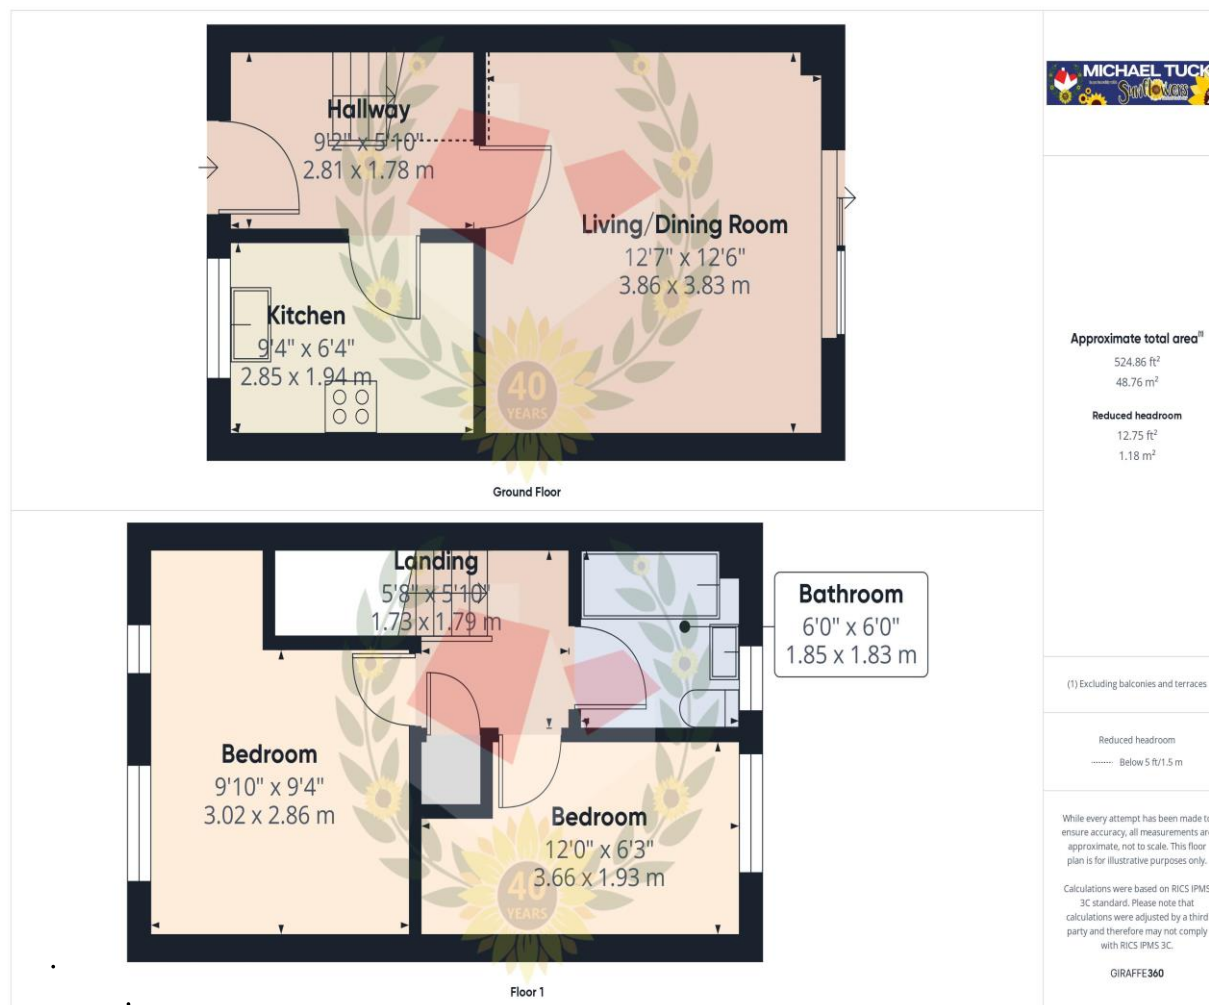 Hallway
9'2" x 5'10"
2.81 x 1.78 m
Living/Dining Room
12'7" x 12'6"
3.86 x 3.83 m
Kitchen
9'4" x 6'4"
2.85 x 1.94 m
40
YEARS
Ground Floor
Landing
5'8" x 5'10"
1.73 x 1.79 m
Bathroom
6'0" x 6'0"
1.85 x 1.83 m
Bedroom
9'10" x 9'4"
3.02 x 2.86 m
Bedroom
12'0" x 6'3"
3.66 x 1.93 m
40
YEARS
Floor 1
MICHAEL TUCK
Sunflowers
Approximate total area(1)
524.86 ft²
48.76 m²
Reduced headroom
12.75 ft²
1.18 m²
(1) Excluding balconies and terraces
Reduced headroom
Below 5 ft/1.5 m
While every attempt has been made to
ensure accuracy, all measurements are
approximate, not to scale. This floor
plan is for illustrative purposes only.
Calculations were based on RICS IPMS
3C standard. Please note that
calculations were adjusted by a third
party and therefore may not comply
with RICS IPMS 3C.
GIRAFFE360